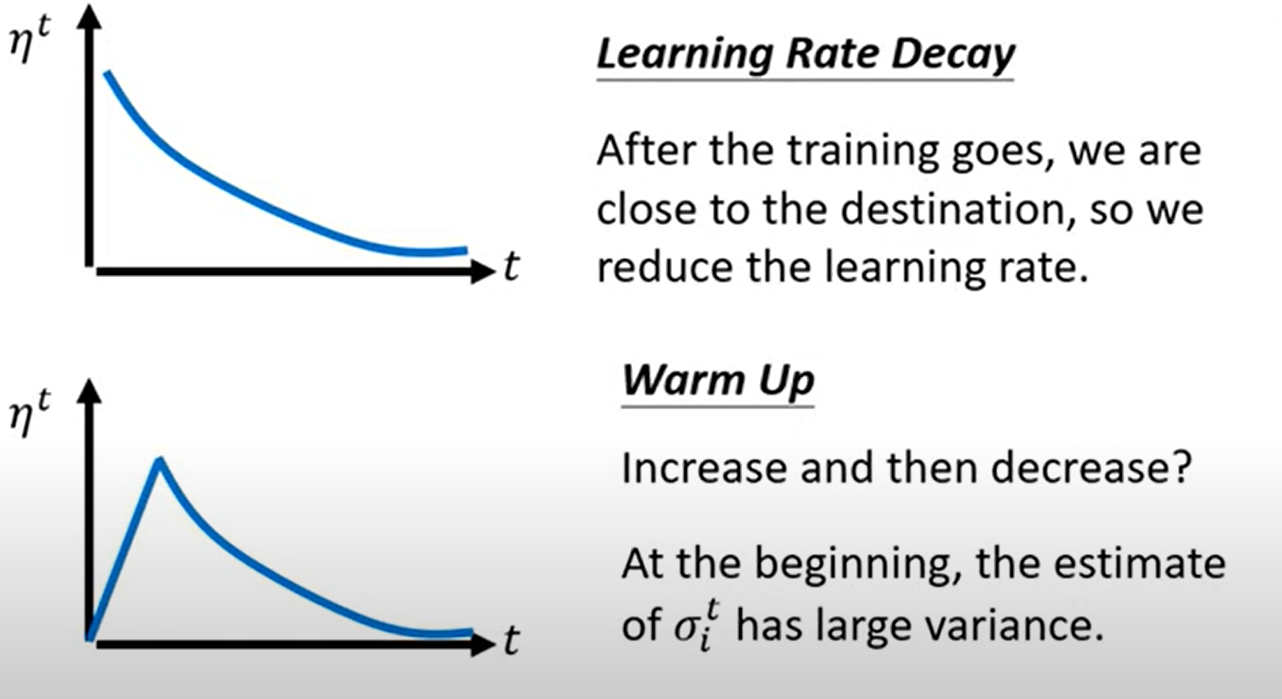 η^t
t
Learning Rate Decay
After the training goes, we are
close to the destination, so we
reduce the learning rate.
η^t
t
Warm Up
Increase and then decrease?
At the beginning, the estimate
of σ_i^t has large variance.